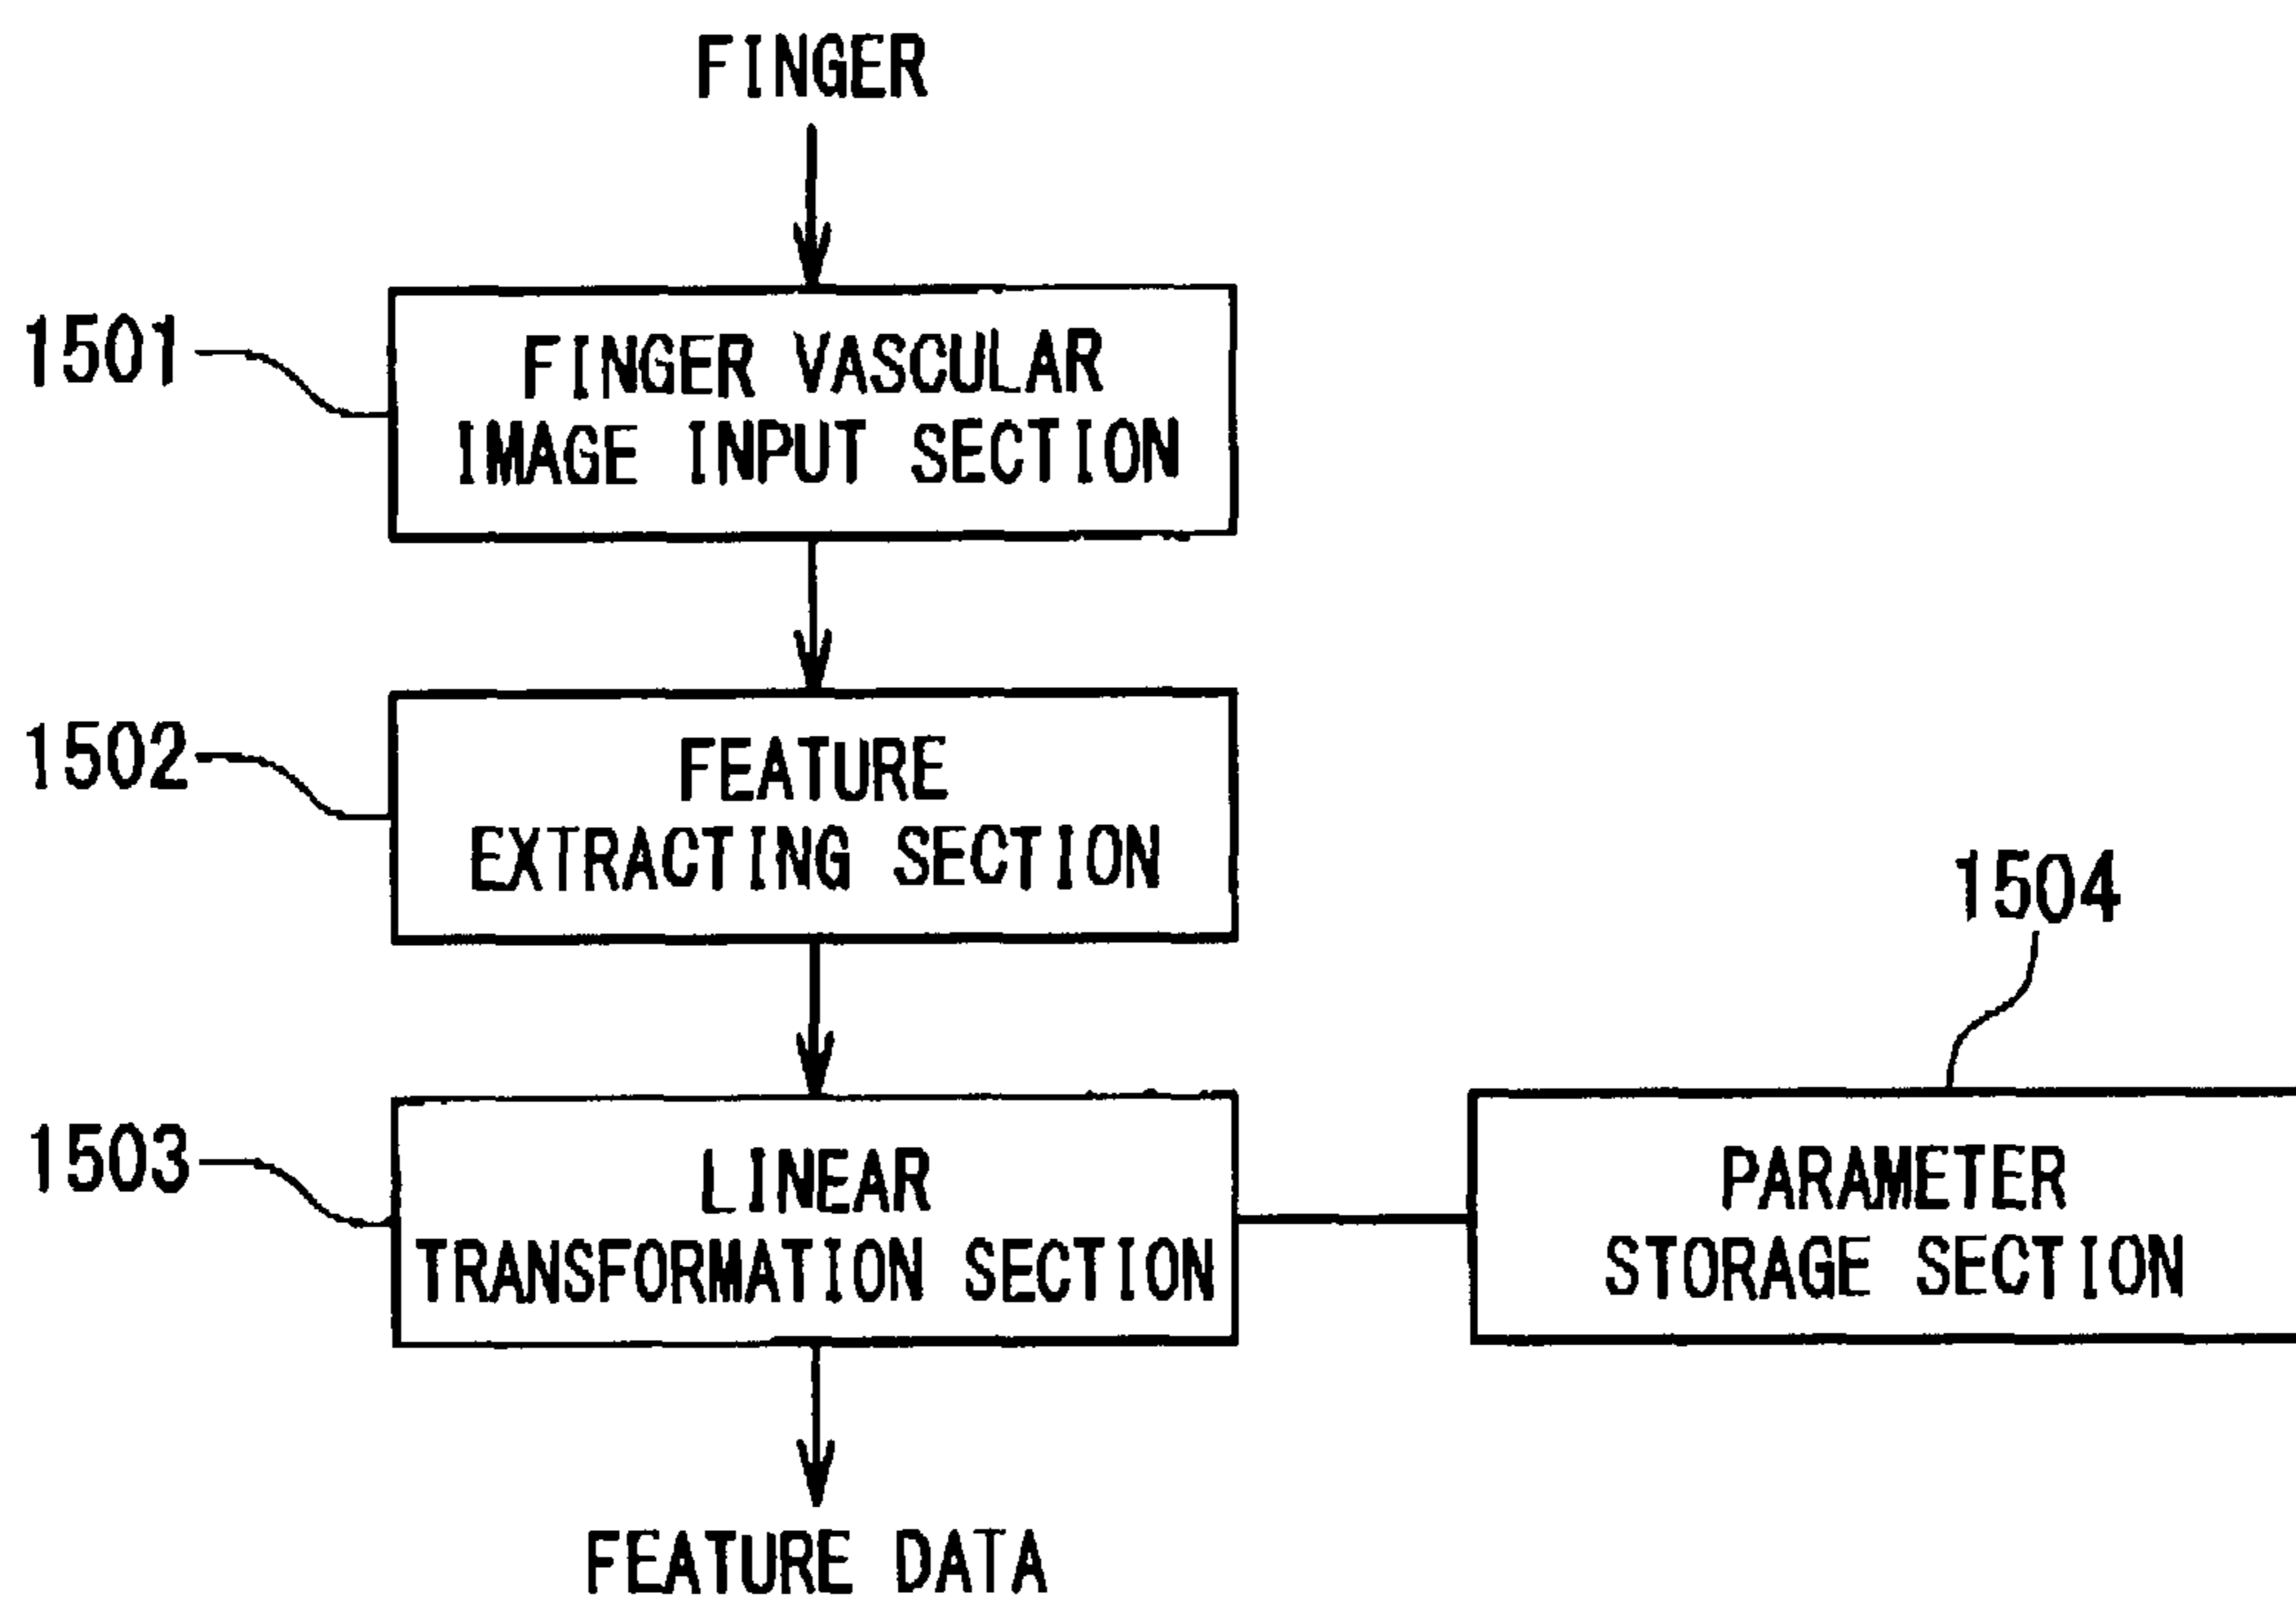 FINGER
1501
FINGER VASCULAR
IMAGE INPUT SECTION
1502
FEATURE
EXTRACTING SECTION
1504
1503
LINEAR
TRANSFORMATION SECTION
PARAMETER
STORAGE SECTION
FEATURE DATA